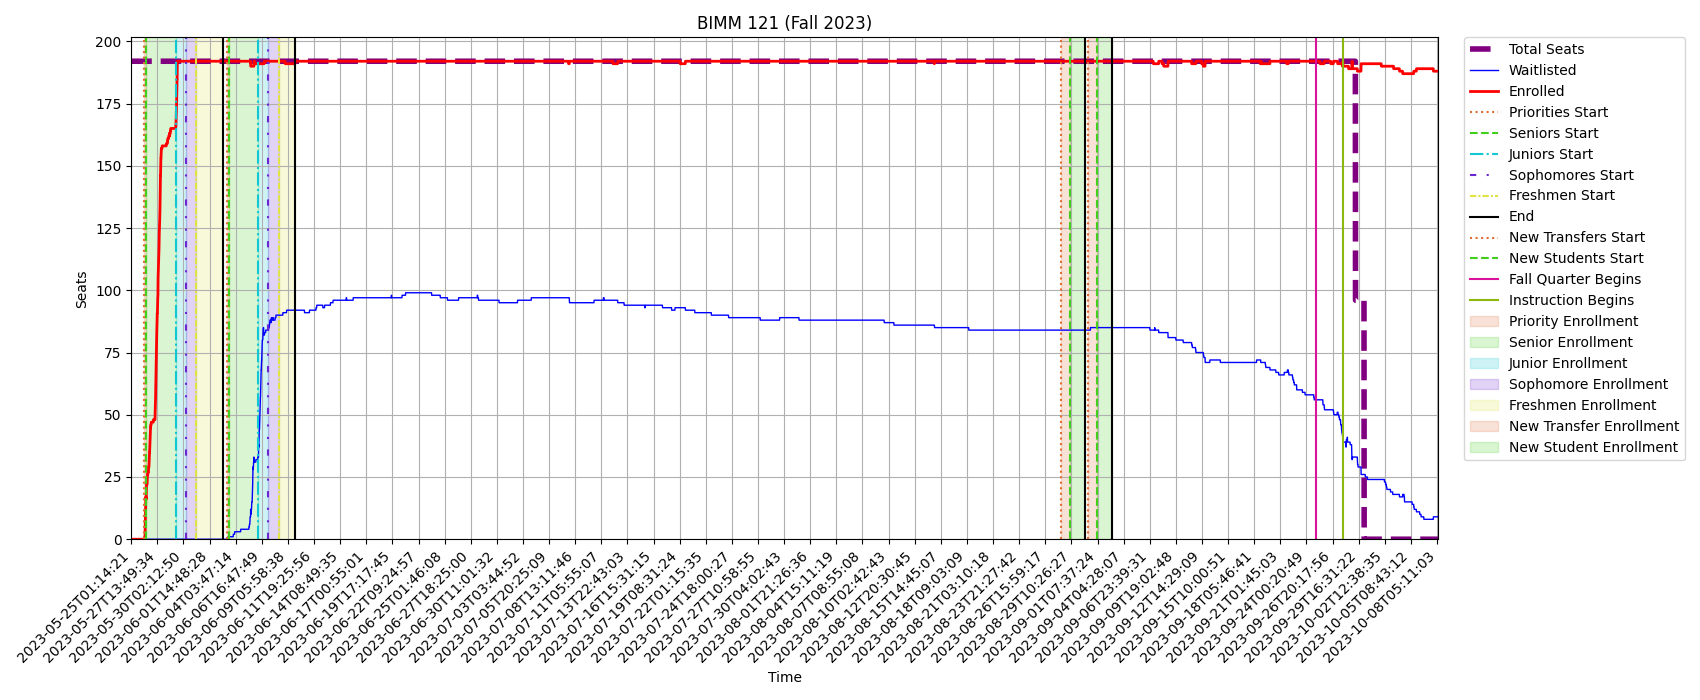 BIMM 121 (Fall 2023)
Seats
200
175
150
125
100
75
50
25
0
2023-05-25T01:14:21
2023-05-27T13:49:34
2023-05-30T02:12:50
2023-06-01T14:48:28
2023-06-04T03:47:14
2023-06-06T16:47:49
2023-06-09T05:58:38
2023-06-11T19:25:56
2023-06-14T08:49:35
2023-06-17T00:55:01
2023-06-19T17:17:45
2023-06-22T09:24:57
2023-06-25T01:46:08
2023-06-27T18:25:00
2023-06-30T11:01:32
2023-07-03T03:44:52
2023-07-05T20:25:09
2023-07-08T13:11:46
2023-07-11T05:55:07
2023-07-13T22:43:03
2023-07-16T15:31:15
2023-07-19T08:31:24
2023-07-22T01:15:35
2023-07-24T18:00:27
2023-07-27T10:58:55
2023-07-30T04:02:43
2023-08-01T21:26:36
2023-08-04T15:11:19
2023-08-07T08:55:08
2023-08-10T02:42:43
2023-08-12T20:30:45
2023-08-15T14:45:07
2023-08-18T09:03:09
2023-08-21T03:10:18
2023-08-23T21:27:42
2023-08-26T15:59:17
2023-08-29T10:26:27
2023-09-01T07:37:24
2023-09-04T04:28:07
2023-09-06T23:39:31
2023-09-09T19:02:48
2023-09-12T14:29:09
2023-09-15T10:00:51
2023-09-18T05:46:41
2023-09-21T01:45:03
2023-09-24T00:20:49
2023-09-26T20:17:56
2023-09-29T16:31:22
2023-10-02T12:38:35
2023-10-05T08:43:12
2023-10-08T05:11:03
Time
Total Seats
Waitlisted
Enrolled
Priorities Start
Seniors Start
Juniors Start
Sophomores Start
Freshmen Start
End
New Transfers Start
New Students Start
Fall Quarter Begins
Instruction Begins
Priority Enrollment
Senior Enrollment
Junior Enrollment
Sophomore Enrollment
Freshmen Enrollment
New Transfer Enrollment
New Student Enrollment